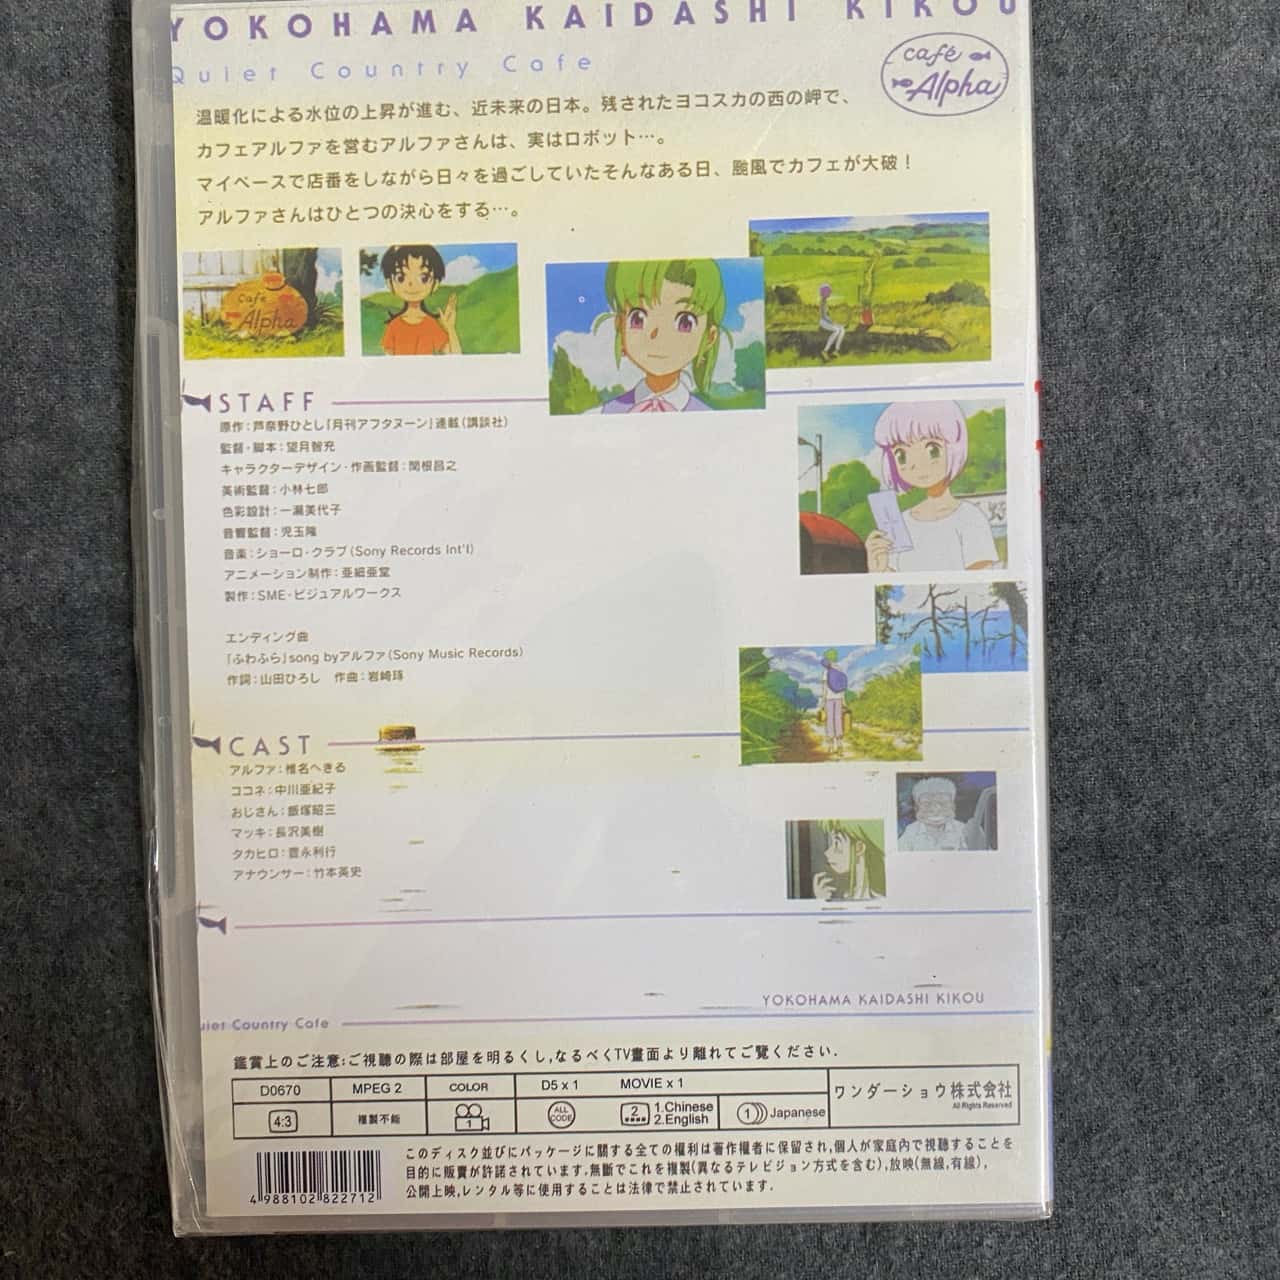 YOKOHAMA KAIDASHI KIKOU
Quiet Country Cafe
café
Alpha
温暖化による水位の上昇が進む、近未来の日本。残されたヨコスカの西の岬で、
カフェアルファを営むアルファさんは、実はロボット…。
マイペースで店番をしながら日々を過ごしていたそんなある日、颱風でカフェが大破！
アルファさんはひとつの決心をする…。
Cafe
Alpha
STAFF
原作：芦奈野ひとし「月刊アフタヌーン」連載（講談社）
監督・脚本：望月智充
キャラクターデザイン・作画監督：関根昌之
美術監督：小林七郎
色彩設計：一瀬美代子
音響監督：児玉隆
音楽：ショーロ・クラブ（Sony Records Int'l）
アニメーション制作：亜細亜堂
製作：SME・ビジュアルワークス
エンディング曲
「ふわふら」song byアルファ（Sony Music Records）
作詞：山田ひろし　作曲：岩崎琢
CAST
アルファ：椎名へきる
ココネ：中川亜紀子
おじさん：飯塚昭三
マッキ：長沢美樹
タカヒロ：豊永利行
アナウンサー：竹本英史
YOKOHAMA KAIDASHI KIKOU
uiet Country Cafe
鑑賞上のご注意:ご視聴の際は部屋を明るくし,なるべくTV畫面より離れてご覽ください.
D0670 MPEG 2 COLOR D5 x 1 MOVIE x 1
ワンダーショウ株式会社
All Rights Reserved
4:3 複製不能 1 ALL CODE 2 1.Chinese 2.English 1 Japanese
このディスク並びにパッケージに関する全ての權利は著作權者に保留され,個人が家庭内で視聴することを
目的に販賣が許諾されています,無斷でこれを複製(異なるテレビジョン方式を含む),放映(無線,有線),
公開上映,レンタル等に使用することは法律で禁止されています.
4 988102 822712